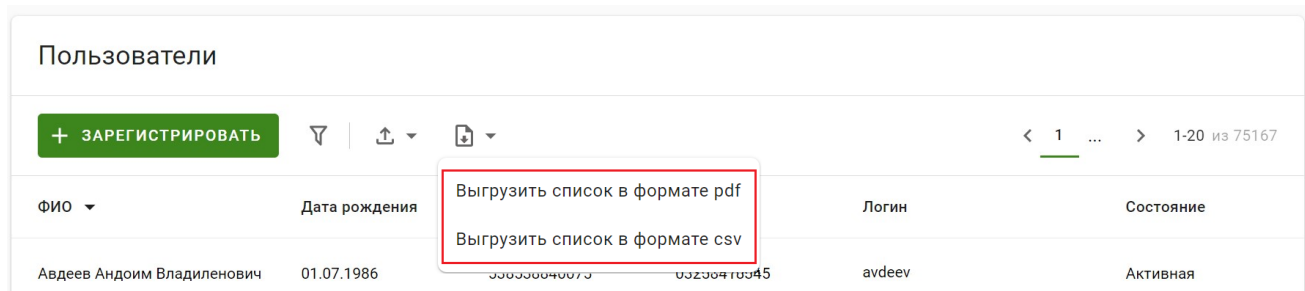 Пользователи
+ ЗАРЕГИСТРИРОВАТЬ
1 ... 1-20 из 75167
Выгрузить список в формате pdf
ФИО Дата рождения Логин Состояние
Выгрузить список в формате csv
Авдеев Андоим Владиленович 01.07.1986 avdeev Активная